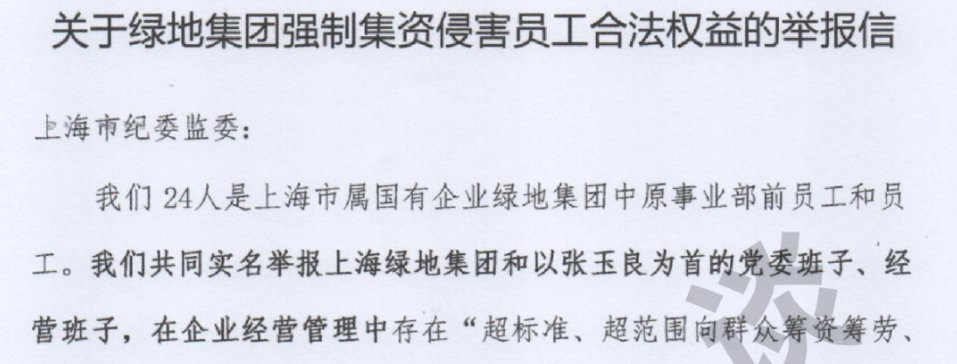 关于绿地集团强制集资侵害员工合法权益的举报信
上海市纪委监委：
我们 24人是上海市属国有企业绿地集团中原事业部前员工和员
工。我们共同实名举报上海绿地集团和以张玉良为首的党委班子、经
营班子，在企业经营管理中存在“超标准、超范围向群众筹资筹劳、
谈